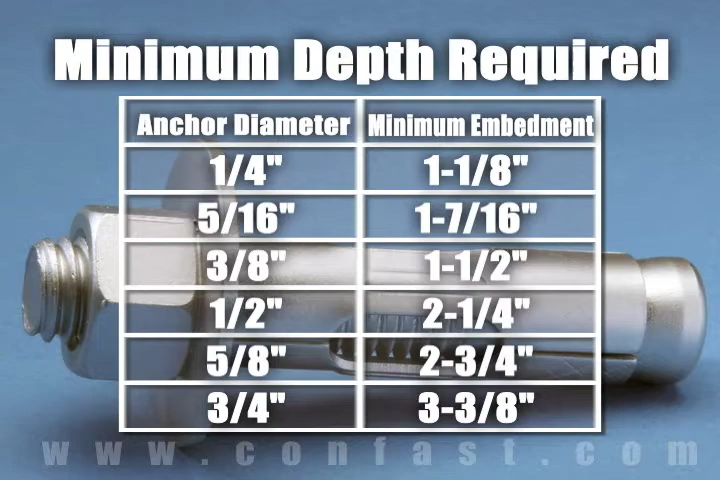 Minimum Depth Required
Anchor Diameter Minimum Embedment
1/4" 1-1/8"
5/16" 1-7/16"
3/8" 1-1/2"
1/2" 2-1/4"
5/8" 2-3/4"
3/4" 3-3/8"
www.confast.com